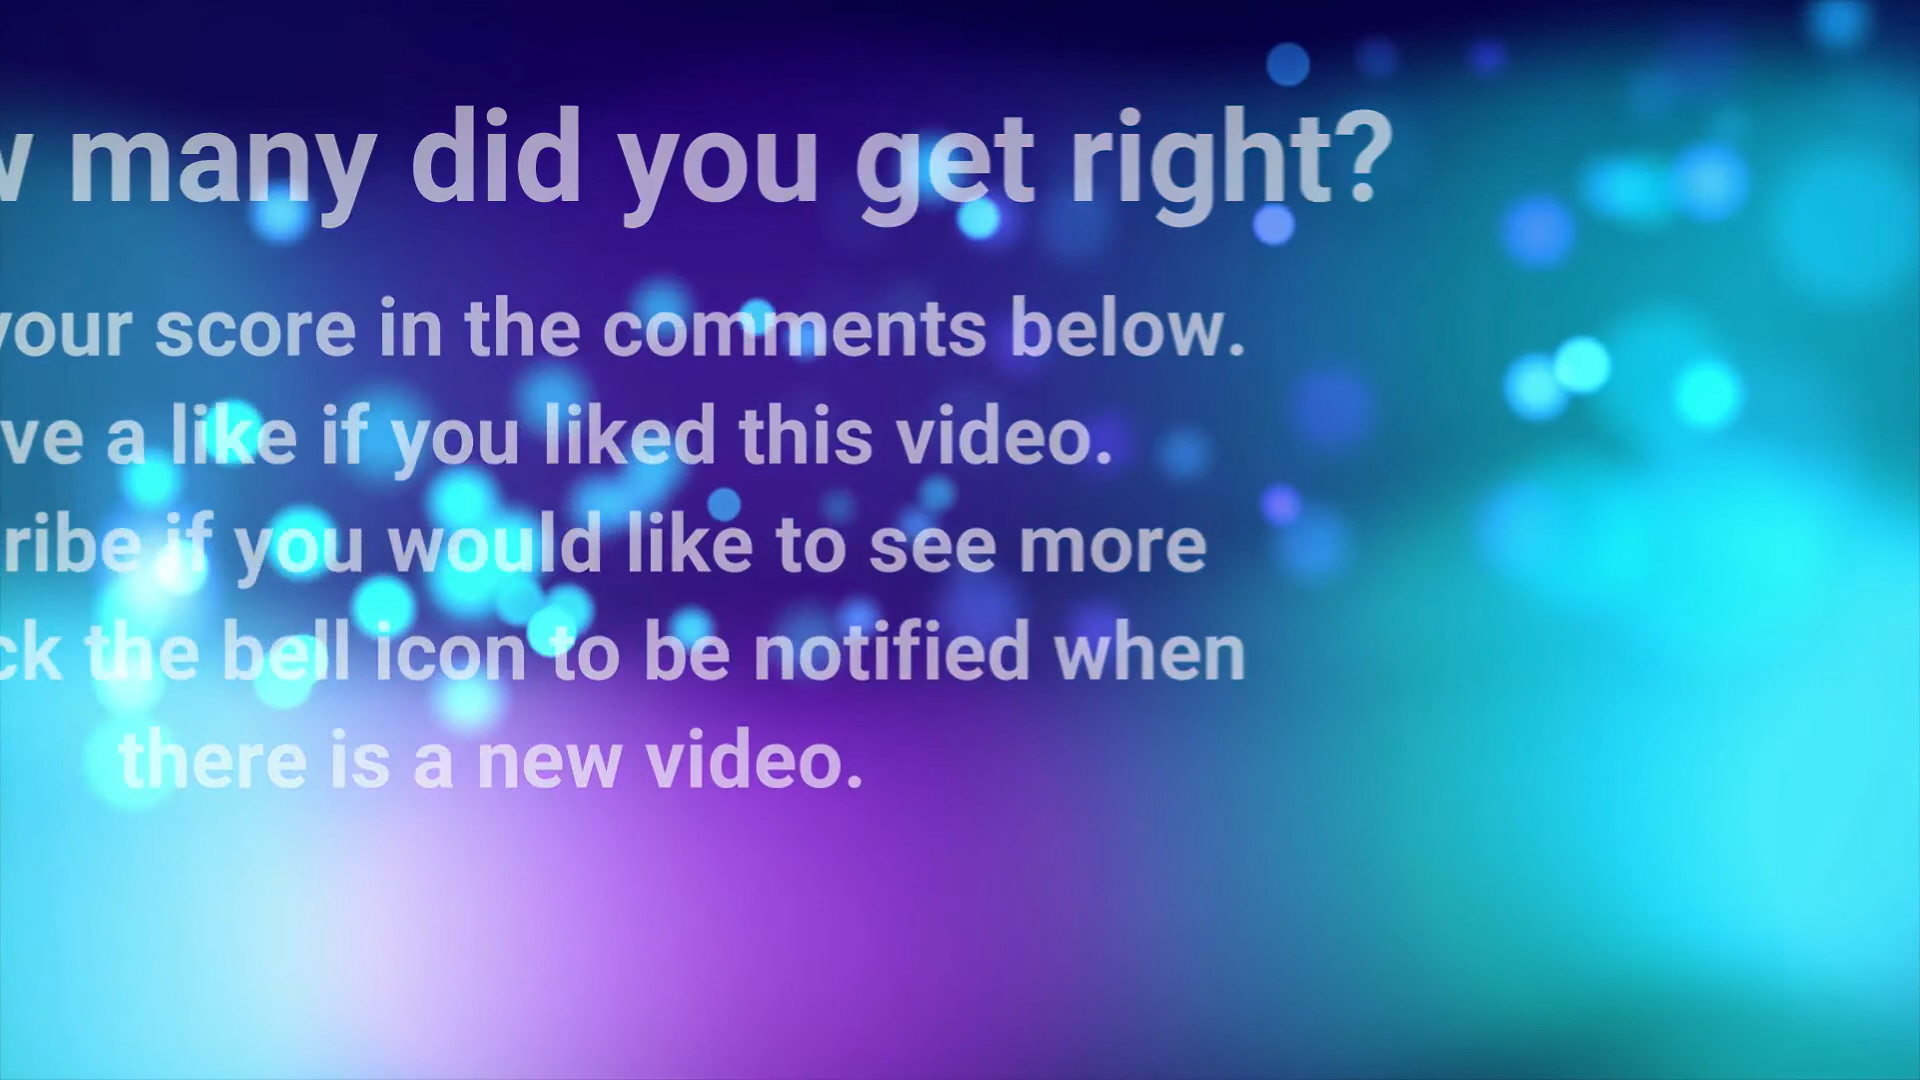 many did you get right?
your score in the comments below.
ve a like if you liked this video.
ribe if you would like to see more
ck the bell icon to be notified when
there is a new video.